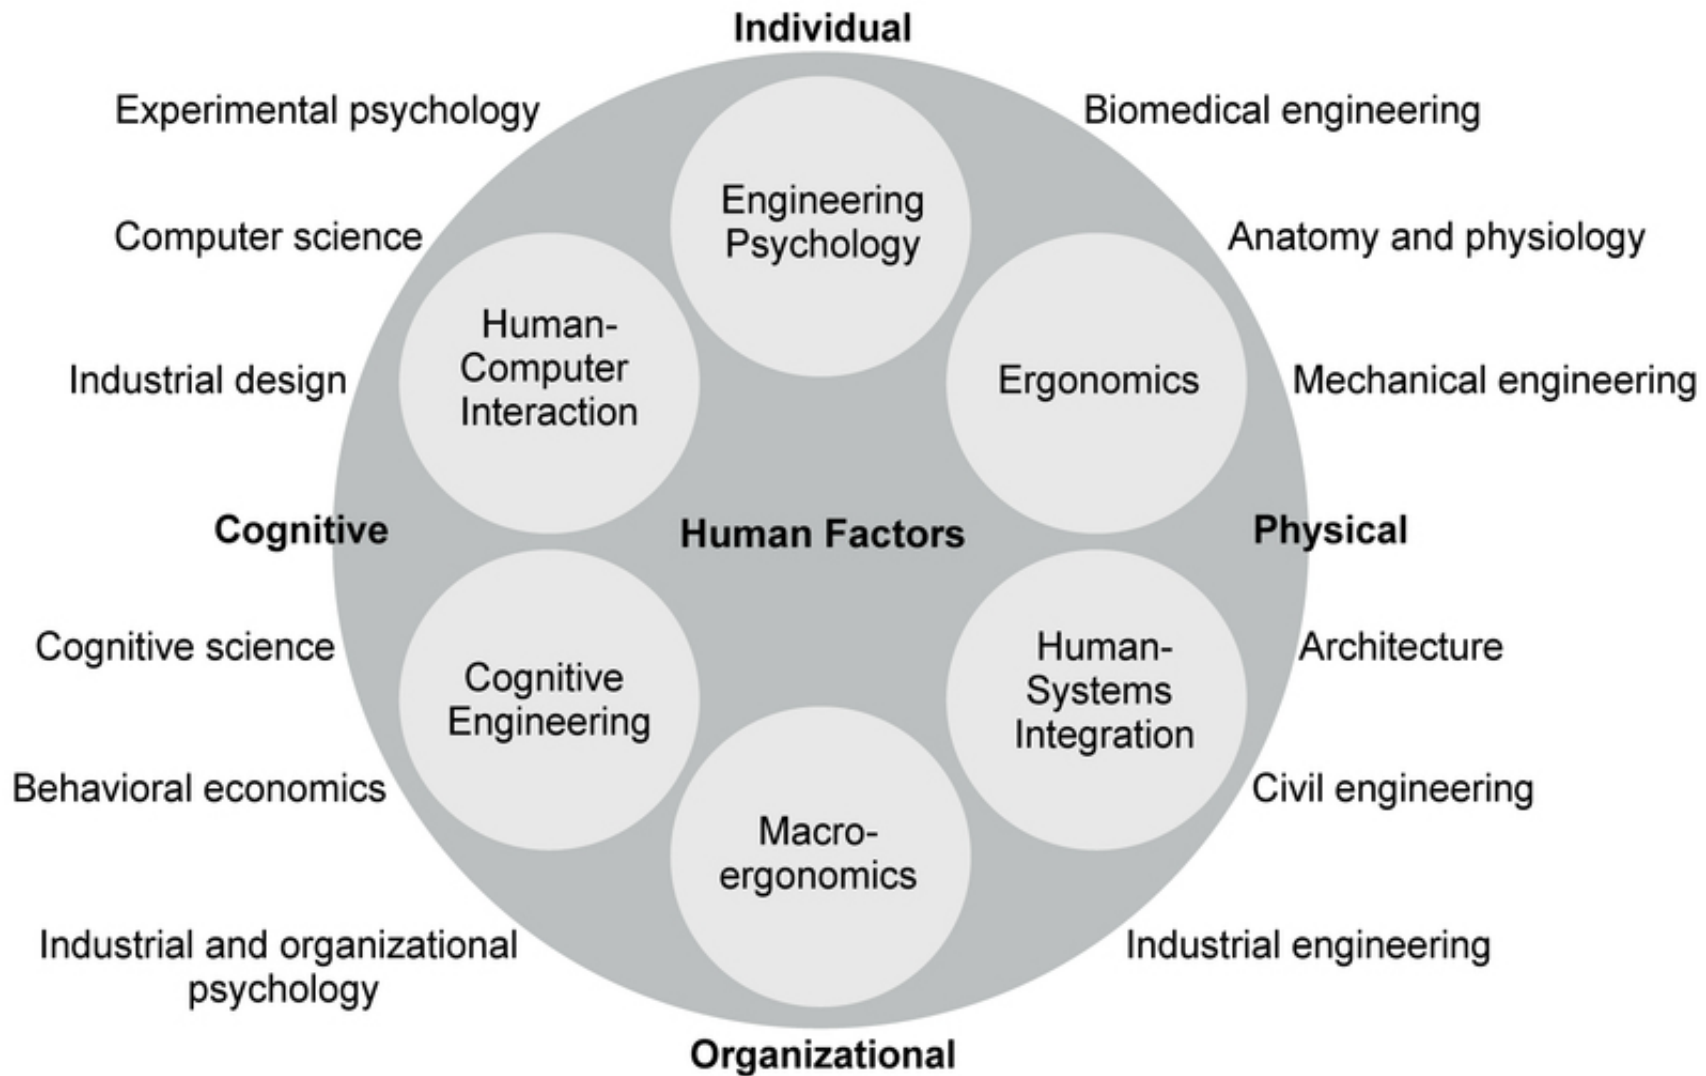 Individual
Experimental psychology
Biomedical engineering
Engineering
Psychology
Computer science
Anatomy and physiology
Human-
Computer
Interaction
Industrial design
Ergonomics
Mechanical engineering
Cognitive
Human Factors
Physical
Cognitive science
Cognitive
Engineering
Human-
Systems
Integration
Architecture
Behavioral economics
Civil engineering
Macro-
ergonomics
Industrial and organizational
psychology
Industrial engineering
Organizational